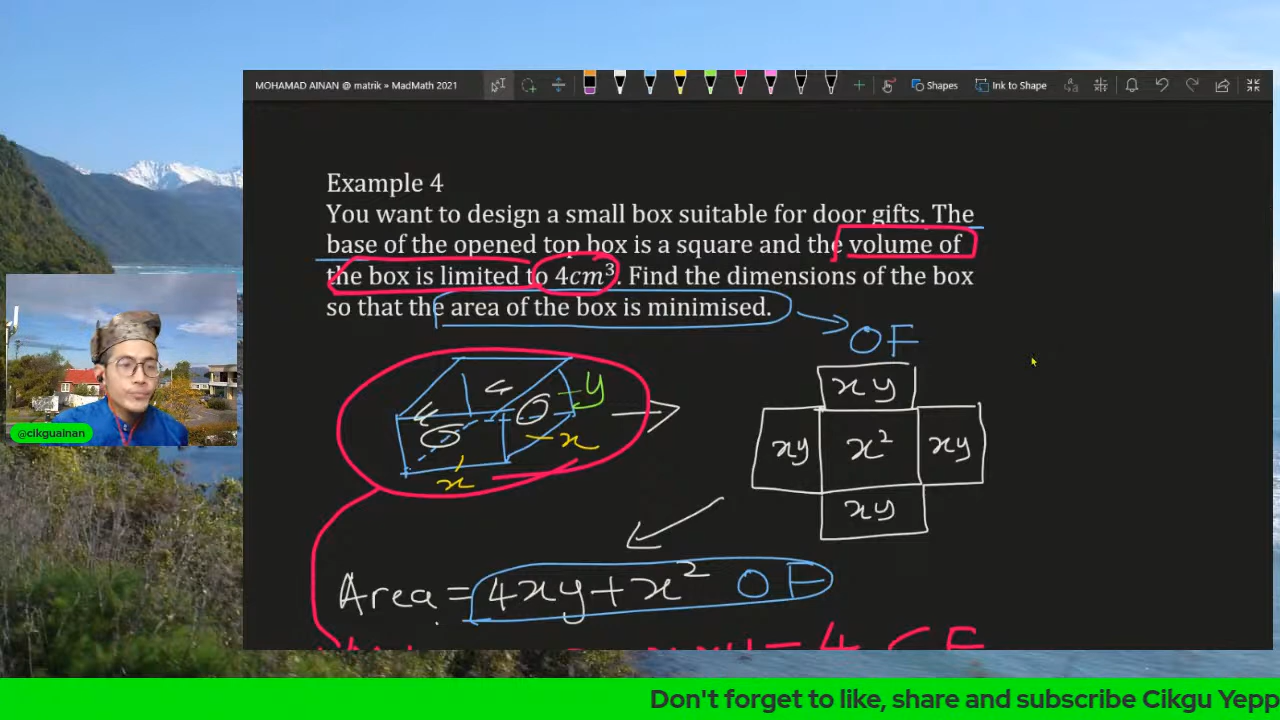 MOHAMAD AINAN @ matrik » MadMath 2021
Shapes
Ink to Shape
Example 4
You want to design a small box suitable for door gifts. The
base of the opened top box is a square and the volume of
the box is limited to 4cm³. Find the dimensions of the box
so that the area of the box is minimised.
OF
y
x
x
xy
xy x² xy
xy
Area = 4xy + x² OF
= 4 CF
@cikguainan
Don't forget to like, share and subscribe Cikgu Yepp